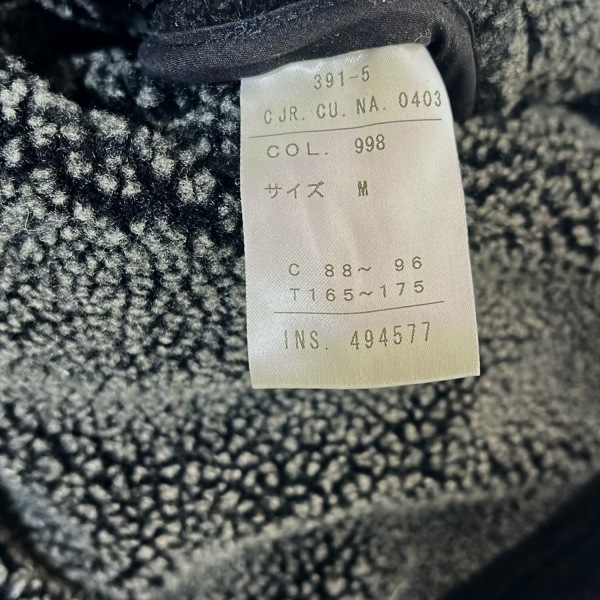 391-5
CJR. CU. NA. 0403
COL. 998
サイズ M
C 88～ 96
T165～175
INS. 494577